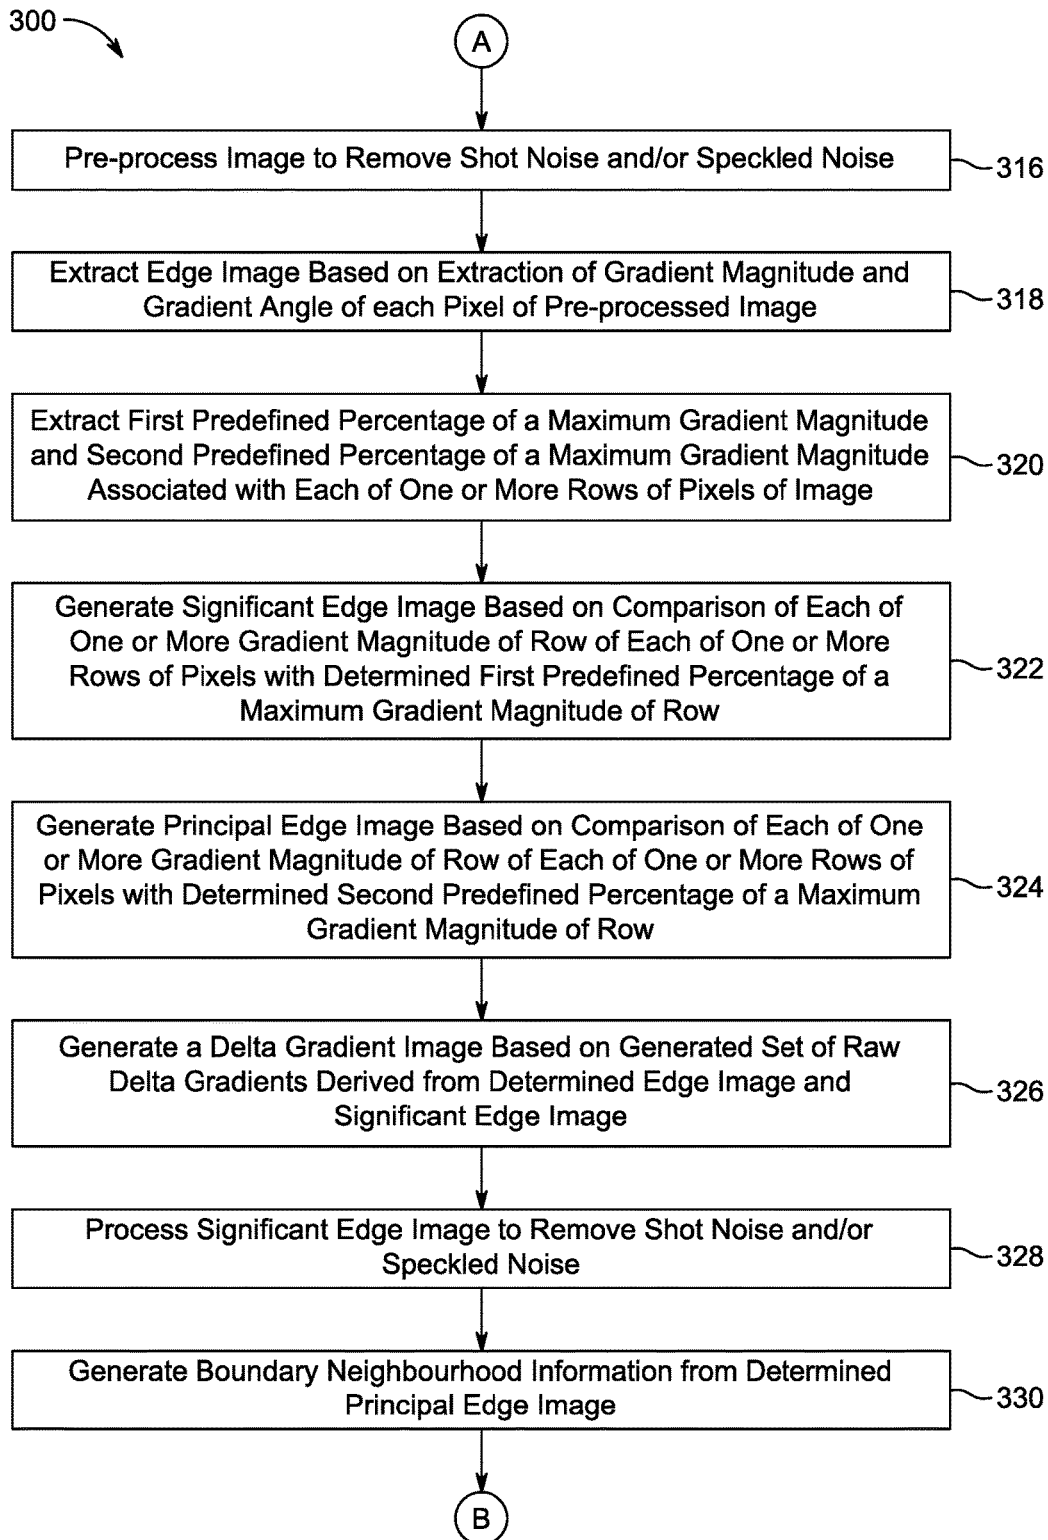 300
A
Pre-process Image to Remove Shot Noise and/or Speckled Noise
316
Extract Edge Image Based on Extraction of Gradient Magnitude and
Gradient Angle of each Pixel of Pre-processed Image
318
Extract First Predefined Percentage of a Maximum Gradient Magnitude
and Second Predefined Percentage of a Maximum Gradient Magnitude
Associated with Each of One or More Rows of Pixels of Image
320
Generate Significant Edge Image Based on Comparison of Each of
One or More Gradient Magnitude of Row of Each of One or More
Rows of Pixels with Determined First Predefined Percentage of a
Maximum Gradient Magnitude of Row
322
Generate Principal Edge Image Based on Comparison of Each of One
or More Gradient Magnitude of Row of Each of One or More Rows of
Pixels with Determined Second Predefined Percentage of a Maximum
Gradient Magnitude of Row
324
Generate a Delta Gradient Image Based on Generated Set of Raw
Delta Gradients Derived from Determined Edge Image and
Significant Edge Image
326
Process Significant Edge Image to Remove Shot Noise and/or
Speckled Noise
328
Generate Boundary Neighbourhood Information from Determined
Principal Edge Image
330
B